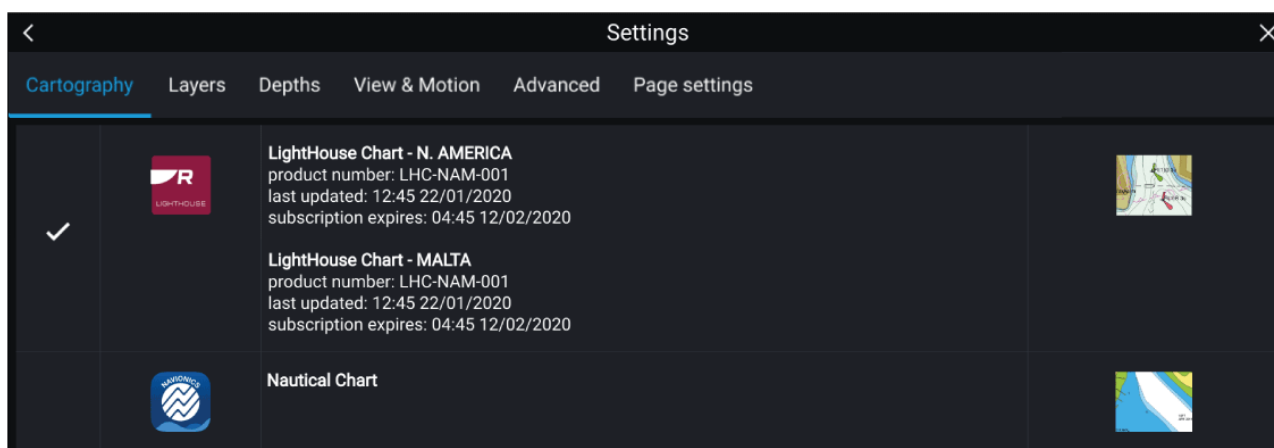 Settings
Cartography Layers Depths View & Motion Advanced Page settings
R
LIGHTHOUSE
LightHouse Chart - N. AMERICA
product number: LHC-NAM-001
last updated: 12:45 22/01/2020
subscription expires: 04:45 12/02/2020
LightHouse Chart - MALTA
product number: LHC-NAM-001
last updated: 12:45 22/01/2020
subscription expires: 04:45 12/02/2020
NAVIONICS
Nautical Chart